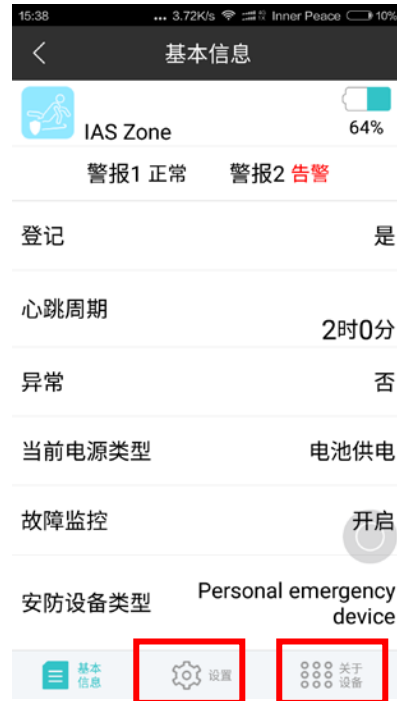 15:38 ... 3.72K/s Inner Peace 10%
基本信息
IAS Zone 64%
警报1 正常 警报2 告警
登记 是
心跳周期 2时0分
异常 否
当前电源类型 电池供电
故障监控 开启
安防设备类型 Personal emergency
device
基本 设置 关于
信息 设备